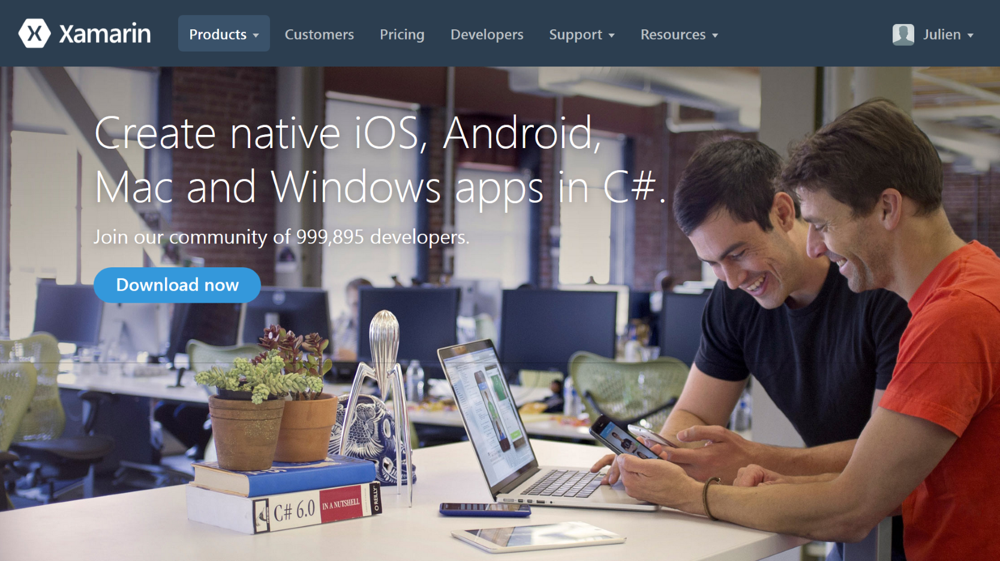 Xamarin
Products
Customers
Pricing
Developers
Support
Resources
Julien
Create native iOS, Android,
Mac and Windows apps in C#.
Join our community of 999,895 developers.
Download now
C# 6.0
IN A NUTSHELL
O'REILLY